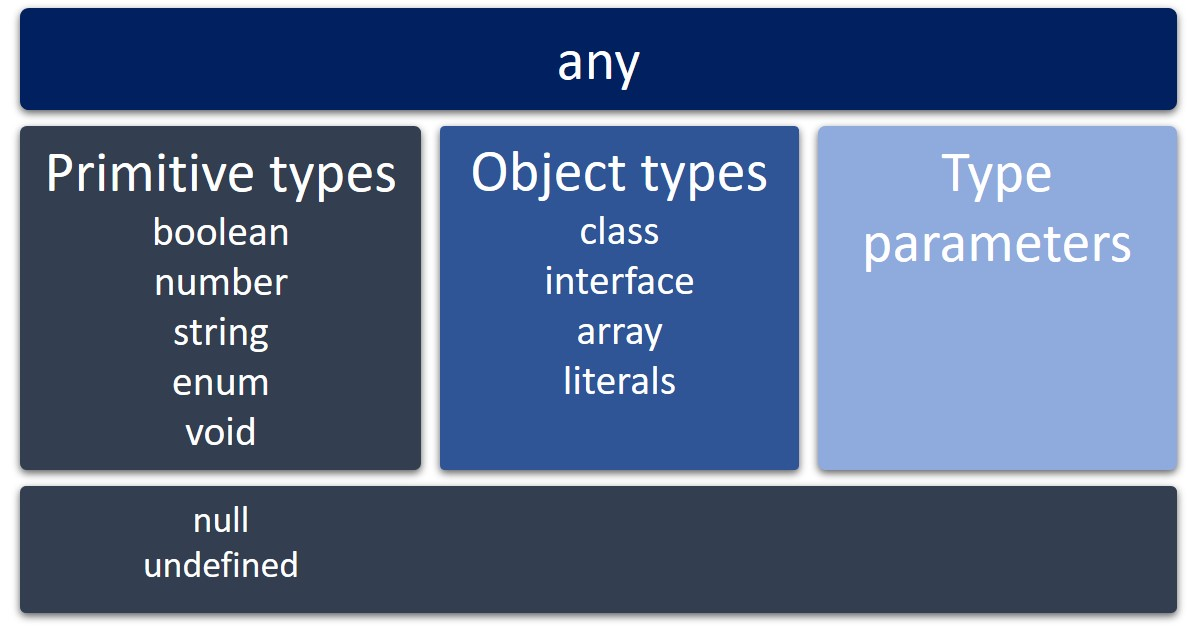 any
Primitive types
boolean
number
string
enum
void
Object types
class
interface
array
literals
Type
parameters
null
undefined